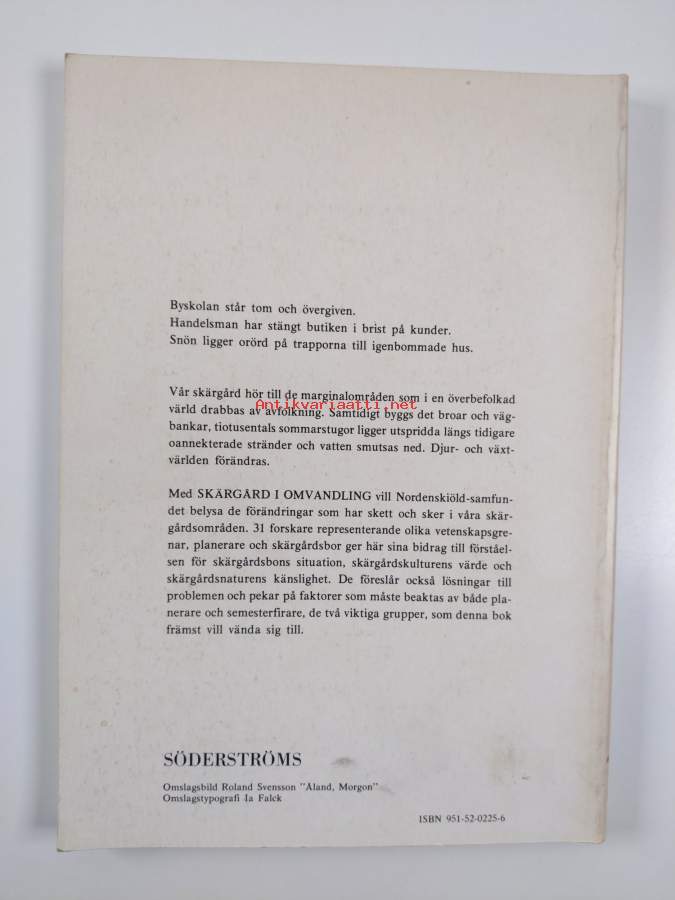 Byskolan står tom och övergiven.
Handelsman har stängt butiken i brist på kunder.
Snön ligger orörd på trapporna till igenbommade hus.
Vår skärgård hör till de marginalområden som i en överbefolkad
Antikvariaatti.net
värld drabbas av avfolkning. Samtidigt byggs det broar och väg-
bankar, tiotusentals sommarstugor ligger utspridda längs tidigare
oannekterade stränder och vatten smutsas ned. Djur- och växt-
världen förändras.
Med SKÄRGÅRD I OMVANDLING vill Nordenskiöld-samfun-
det belysa de förändringar som har skett och sker i våra skär-
gårdsområden. 31 forskare representerande olika vetenskapsgre-
nar, planerare och skärgårdsbor ger här sina bidrag till förståel-
sen för skärgårdsbons situation, skärgårdskulturens värde och
skärgårdsnaturens känslighet. De föreslår också lösningar till
problemen och pekar på faktorer som måste beaktas av både pla-
nerare och semesterfirare, de två viktiga grupper, som denna bok
främst vill vända sig till.
SÖDERSTRÖMS
Omslagsbild Roland Svensson "Åland, Morgon"
Omslagstypografi Ia Falck
ISBN 951-52-0225-6